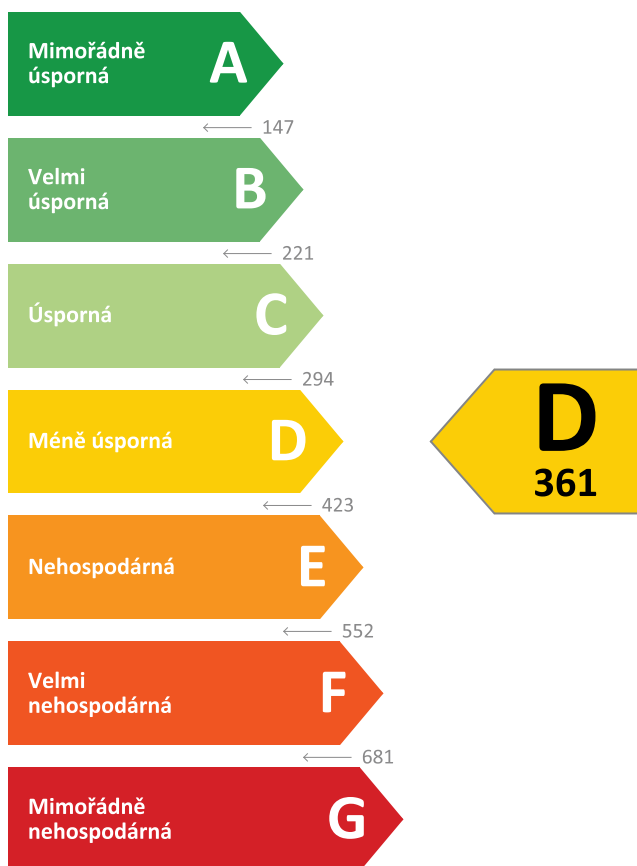 Mimořádně
úsporná
A
147
Velmi
úsporná
B
221
Úsporná
C
294
Méně úsporná
D
D
361
423
Nehospodárná
E
552
Velmi
nehospodárná
F
681
Mimořádně
nehospodárná
G